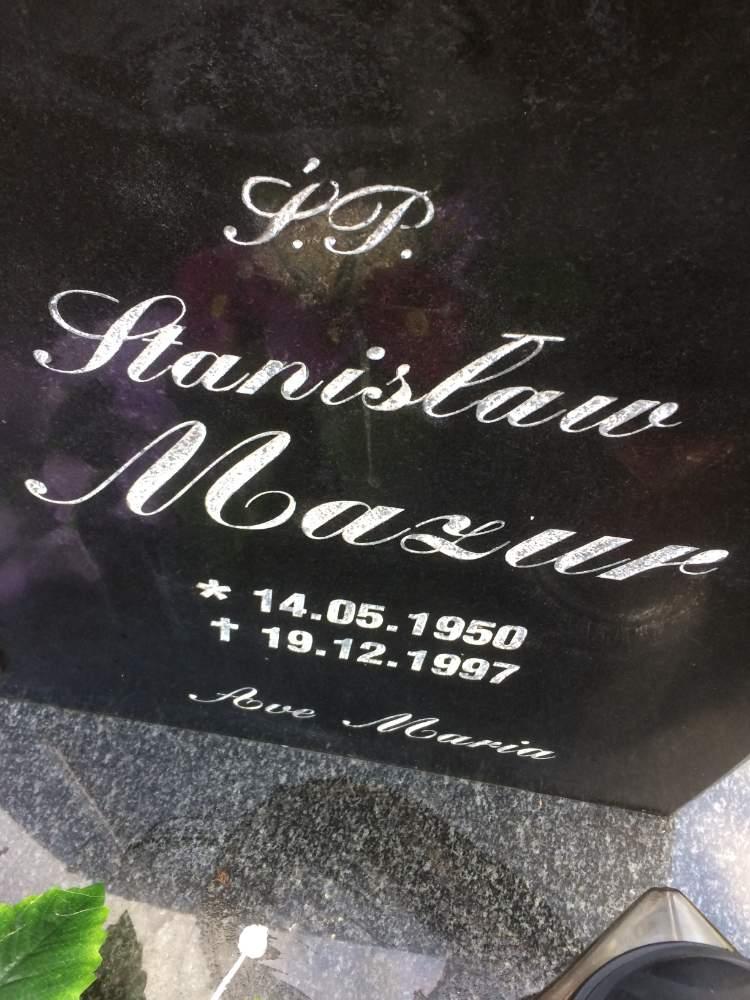 Ś.P.
Stanisław
Mazur
* 14.05.1950
† 19.12.1997
Ave Maria